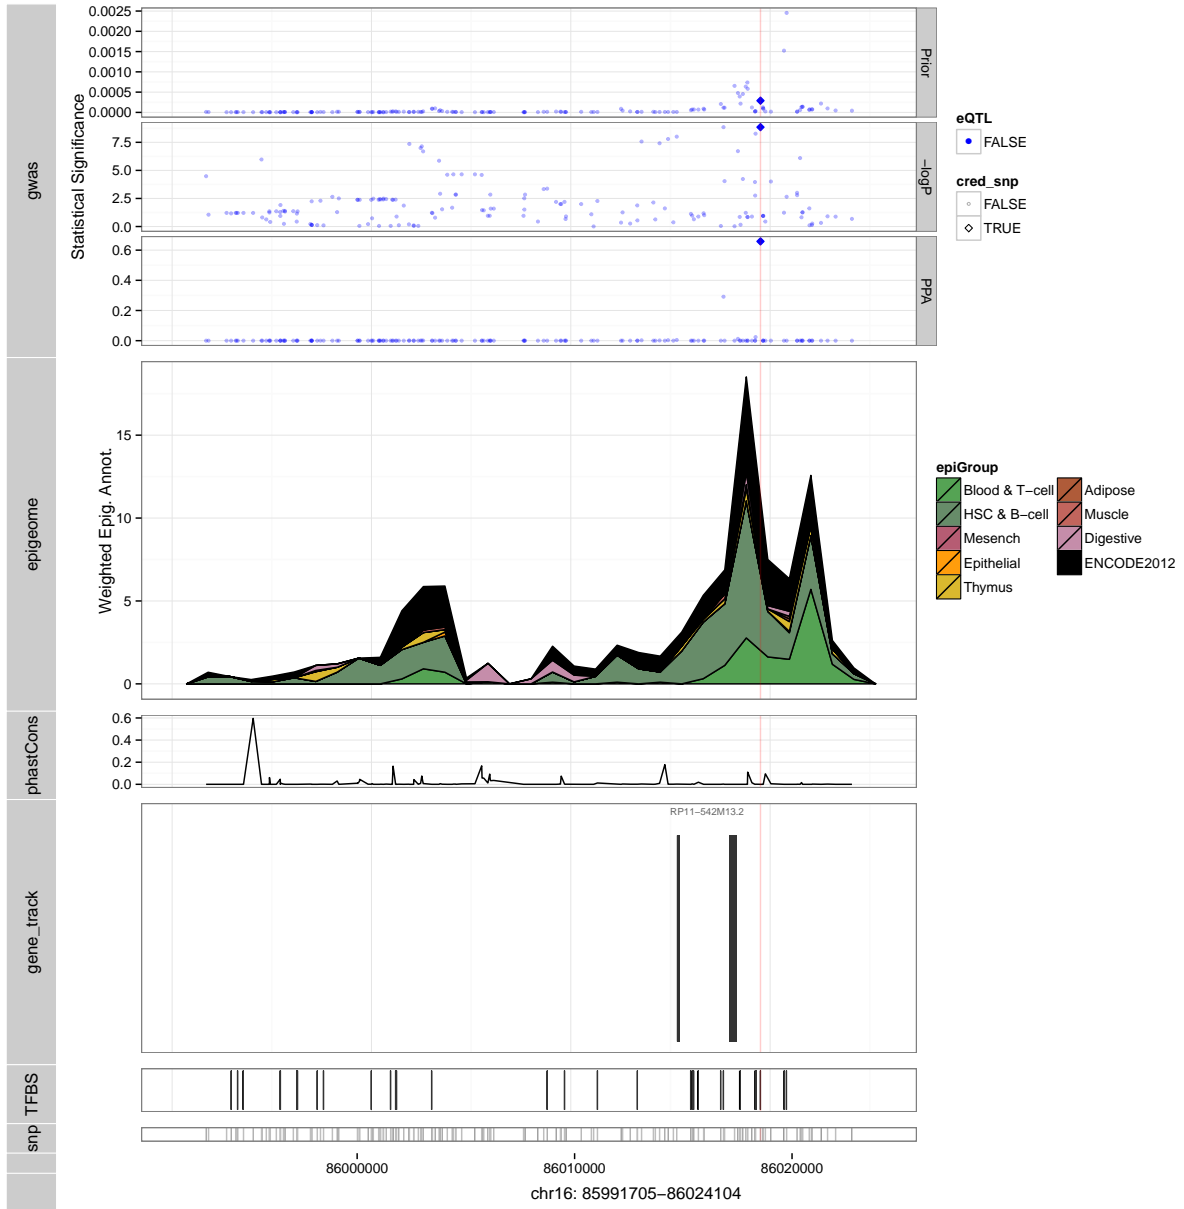 gwas
Statistical Significance
0.0025
0.0020
0.0015
0.0010
0.0005
0.0000
Prior
7.5
5.0
2.5
0.0
−logP
0.6
0.4
0.2
0.0
PPA
eQTL
FALSE
cred_snp
FALSE
TRUE
epigeome
Weighted Epig. Annot.
15
10
5
0
epiGroup
Blood & T−cell
HSC & B−cell
Mesench
Epithelial
Thymus
Adipose
Muscle
Digestive
ENCODE2012
phastCons
0.6
0.4
0.2
0.0
gene_track
RP11−542M13.2
TFBS
snp
86000000
86010000
86020000
chr16: 85991705−86024104